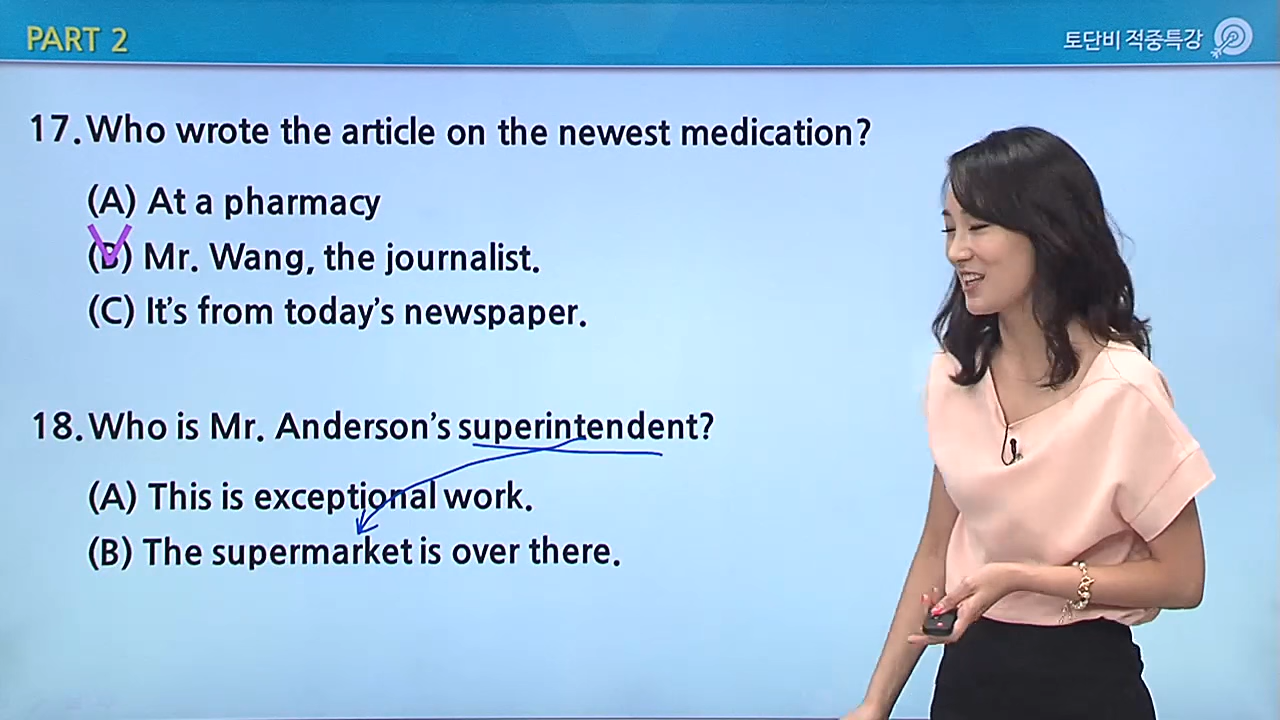 PART 2
토단비 적중특강
17. Who wrote the article on the newest medication?
(A) At a pharmacy
(B) Mr. Wang, the journalist.
(C) It's from today's newspaper.
18. Who is Mr. Anderson's superintendent?
(A) This is exceptional work.
(B) The supermarket is over there.